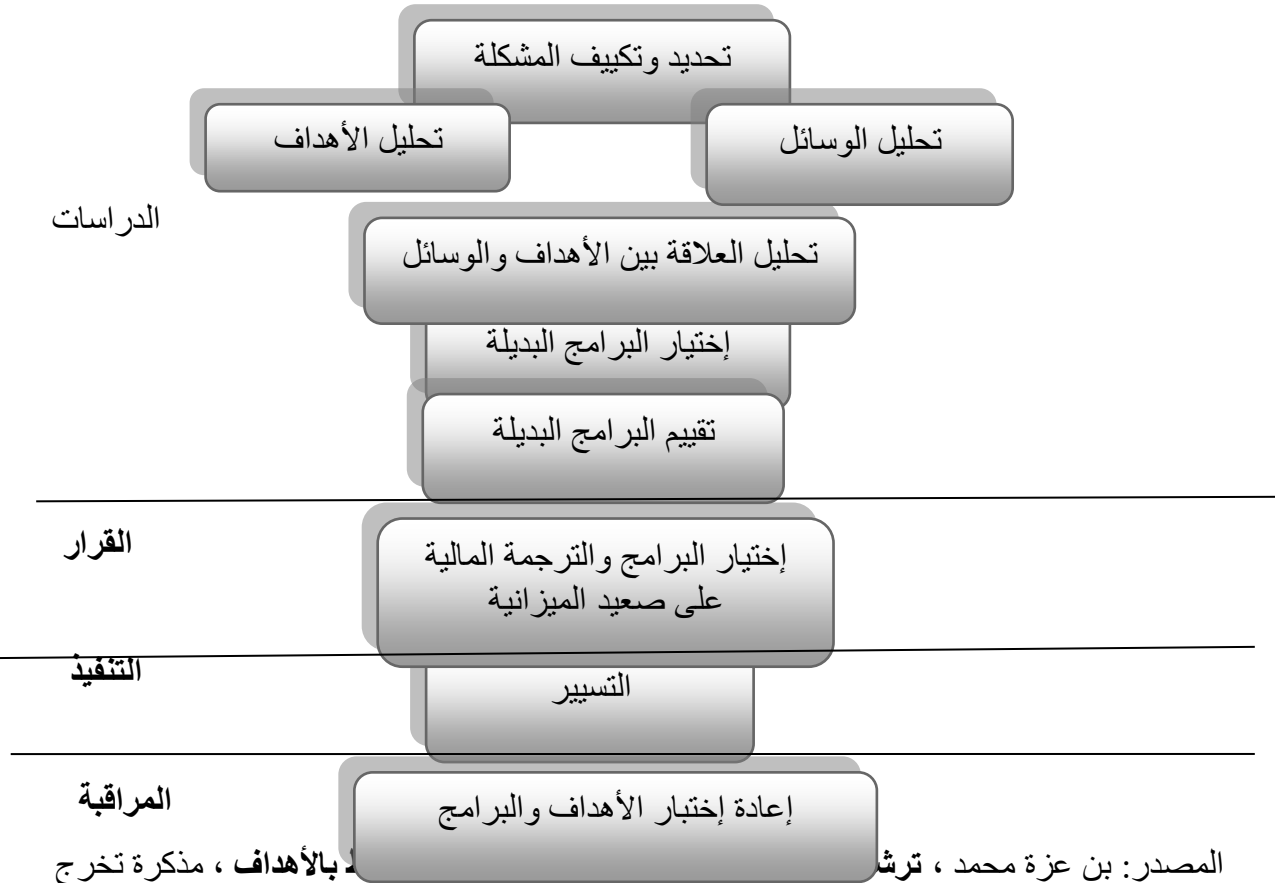 تحديد وتكييف المشكلة
تحليل الوسائل
تحليل الأهداف
الدراسات
تحليل العلاقة بين الأهداف والوسائل
إختيار البرامج البديلة
تقييم البرامج البديلة
القرار
إختيار البرامج والترجمة المالية
على صعيد الميزانية
التنفيذ
التسيير
المراقبة
إعادة إختبار الأهداف والبرامج
المصدر: بن عزة محمد ، بالأهداف ، مذكرة تخرج